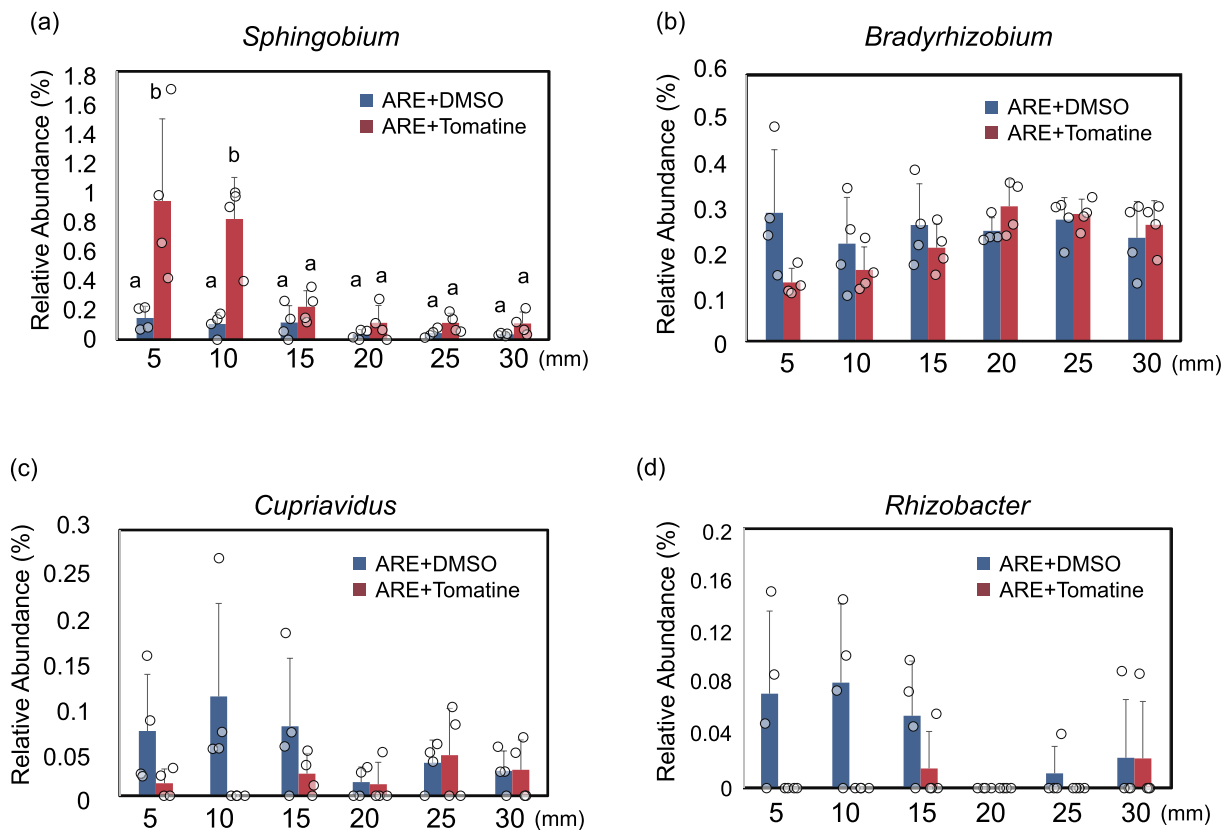 (a)
Sphingobium
Relative Abundance (%)
1.8
1.6
1.4
1.2
1
0.8
0.6
0.4
0.2
0
ARE+DMSO
ARE+Tomatine
a b a b a a a a a a a a
5 10 15 20 25 30 (mm)
(b)
Bradyrhizobium
Relative Abundance (%)
0.6
0.5
0.4
0.3
0.2
0.1
0
ARE+DMSO
ARE+Tomatine
5 10 15 20 25 30 (mm)
(c)
Cupriavidus
Relative Abundance (%)
0.3
0.25
0.2
0.15
0.1
0.05
0
ARE+DMSO
ARE+Tomatine
5 10 15 20 25 30 (mm)
(d)
Rhizobacter
Relative Abundance (%)
0.2
0.16
0.12
0.08
0.04
0
ARE+DMSO
ARE+Tomatine
5 10 15 20 25 30 (mm)